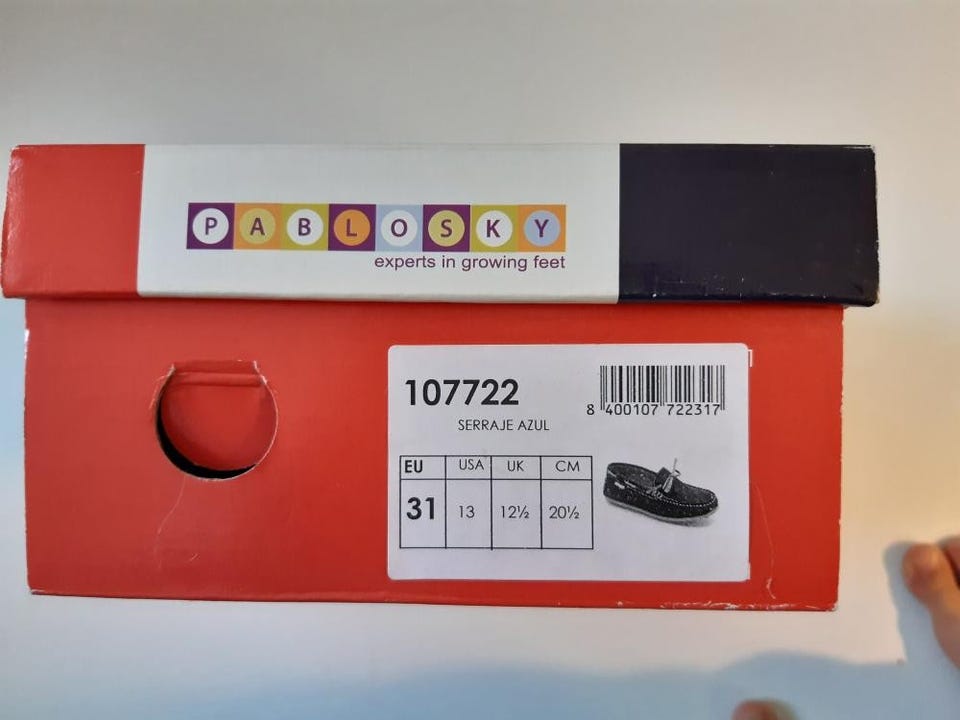 PABLOSKY
experts in growing feet
107722
SERRAJE AZUL
8 400107 722317
EU USA UK CM
31 13 12½ 20½